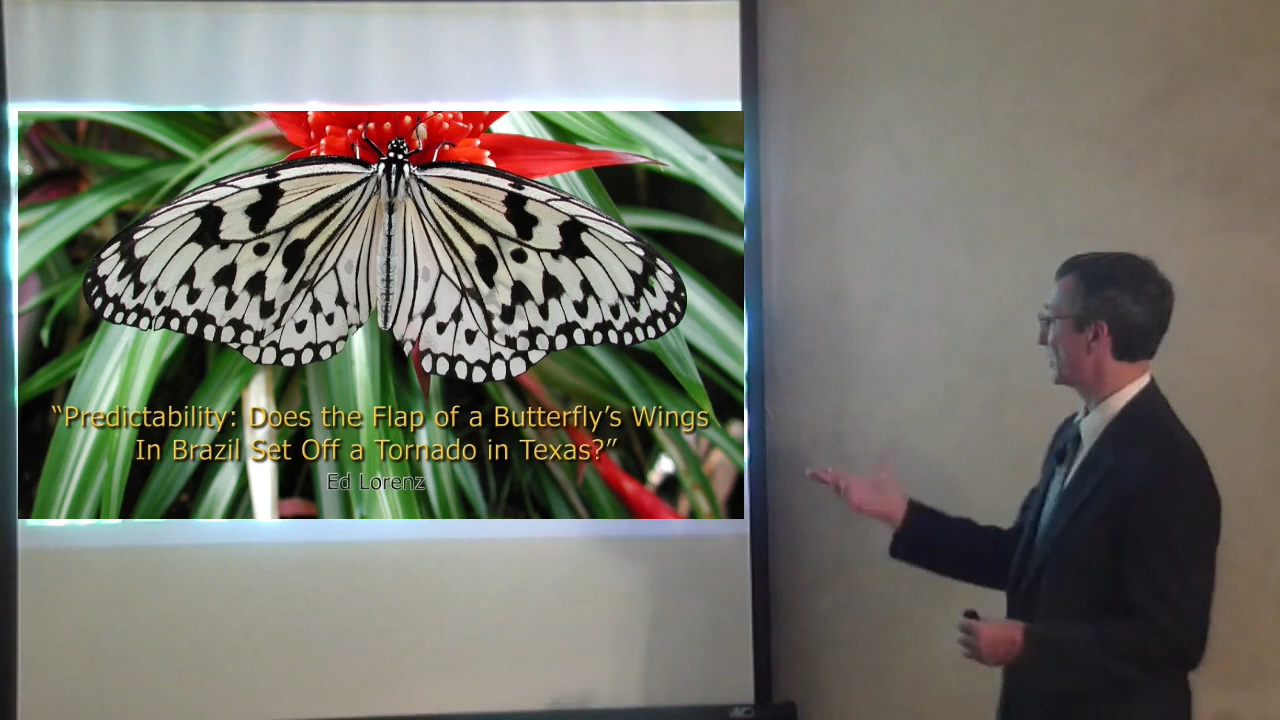 “Predictability: Does the Flap of a Butterfly’s Wings
In Brazil Set Off a Tornado in Texas?”
Ed Lorenz